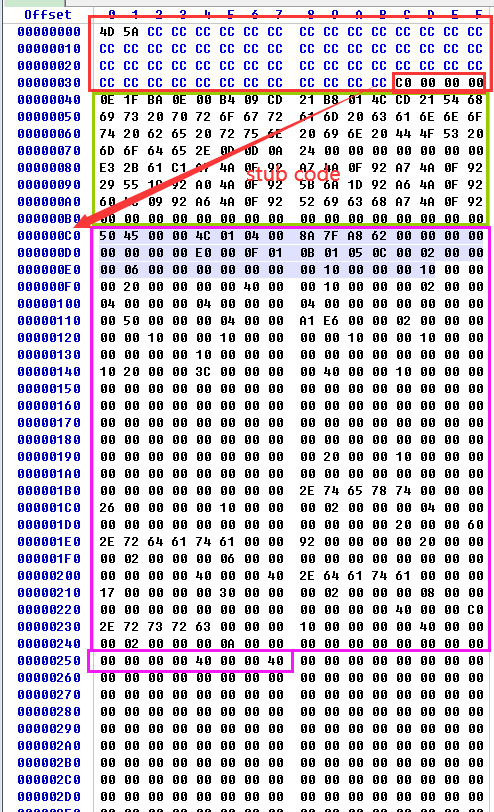 Offset 0 1 2 3 4 5 6 7 8 9 A B C D E F
00000000 4D 5A CC CC CC CC CC CC CC CC CC CC CC CC CC CC
00000010 CC CC CC CC CC CC CC CC CC CC CC CC CC CC CC CC
00000020 CC CC CC CC CC CC CC CC CC CC CC CC CC CC CC CC
00000030 CC CC CC CC CC CC CC CC CC CC CC CC C0 00 00 00
00000040 0E 1F BA 0E 00 B4 09 CD 21 B8 01 4C CD 21 54 68
00000050 69 73 20 70 72 6F 67 72 61 6D 20 63 61 6E 6E 6F
00000060 74 20 62 65 20 72 75 6E 20 69 6E 20 44 4F 53 20
00000070 6D 6F 64 65 2E 0D 0D 0A 24 00 00 00 00 00 00 00
00000080 E3 2B 61 C1 4A 0F 92 A7 4A 0F 92 A7 4A 0F 92
stub code
00000090 29 55 92 A0 4A 0F 92 5B 6A 1D 92 A6 4A 0F 92
000000A0 60 09 92 A6 4A 0F 92 52 69 63 68 A7 4A 0F 92
000000B0 00 00 00 00 00 00 00 00 00 00 00 00 00 00 00
000000C0 50 45 00 00 4C 01 04 00 8A 7F A8 62 00 00 00 00
000000D0 00 00 00 00 E0 00 0F 01 0B 01 05 0C 00 02 00 00
000000E0 00 06 00 00 00 00 00 00 00 10 00 00 00 10 00 00
000000F0 00 20 00 00 00 00 40 00 00 10 00 00 00 02 00 00
00000100 04 00 00 00 04 00 00 00 04 00 00 00 00 00 00 00
00000110 00 50 00 00 00 04 00 00 A1 E6 00 00 02 00 00 00
00000120 00 00 10 00 00 10 00 00 00 00 10 00 00 10 00 00
00000130 00 00 00 00 10 00 00 00 00 00 00 00 00 00 00 00
00000140 10 20 00 00 3C 00 00 00 00 40 00 00 10 00 00 00
00000150 00 00 00 00 00 00 00 00 00 00 00 00 00 00 00 00
00000160 00 00 00 00 00 00 00 00 00 00 00 00 00 00 00 00
00000170 00 00 00 00 00 00 00 00 00 00 00 00 00 00 00 00
00000180 00 00 00 00 00 00 00 00 00 00 00 00 00 00 00 00
00000190 00 00 00 00 00 00 00 00 00 20 00 00 10 00 00 00
000001A0 00 00 00 00 00 00 00 00 00 00 00 00 00 00 00 00
000001B0 00 00 00 00 00 00 00 00 2E 74 65 78 74 00 00 00
000001C0 26 00 00 00 00 10 00 00 00 02 00 00 00 04 00 00
000001D0 00 00 00 00 00 00 00 00 00 00 00 00 20 00 00 60
000001E0 2E 72 64 61 74 61 00 00 92 00 00 00 00 20 00 00
000001F0 00 02 00 00 00 06 00 00 00 00 00 00 00 00 00 00
00000200 00 00 00 00 40 00 00 40 2E 64 61 74 61 00 00 00
00000210 17 00 00 00 00 30 00 00 00 02 00 00 00 08 00 00
00000220 00 00 00 00 00 00 00 00 00 00 00 00 40 00 00 C0
00000230 2E 72 73 72 63 00 00 00 10 00 00 00 00 40 00 00
00000240 00 02 00 00 00 0A 00 00 00 00 00 00 00 00 00 00
00000250 00 00 00 00 40 00 00 40 00 00 00 00 00 00 00 00
00000260 00 00 00 00 00 00 00 00 00 00 00 00 00 00 00 00
00000270 00 00 00 00 00 00 00 00 00 00 00 00 00 00 00 00
00000280 00 00 00 00 00 00 00 00 00 00 00 00 00 00 00 00
00000290 00 00 00 00 00 00 00 00 00 00 00 00 00 00 00 00
000002A0 00 00 00 00 00 00 00 00 00 00 00 00 00 00 00 00
000002B0 00 00 00 00 00 00 00 00 00 00 00 00 00 00 00 00
000002C0 00 00 00 00 00 00 00 00 00 00 00 00 00 00 00 00
000002D0 00 00 00 00 00 00 00 00 00 00 00 00 00 00 00 00